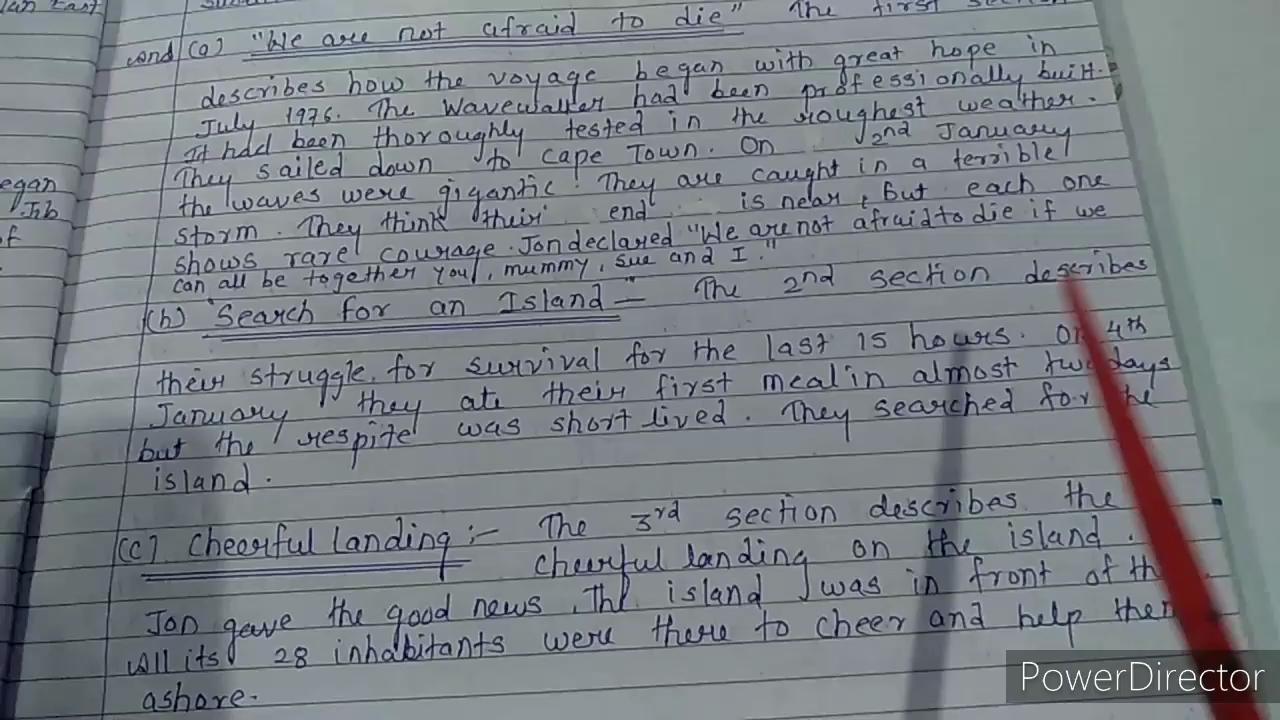 and (a) "We are not afraid to die" The first
describes how the voyage began with great hope in
July 1976. The Wavewalker had been professionally built.
It had been thoroughly tested in the roughest weather.
They sailed down to Cape Town. On 2nd January
the waves were gigantic. They are caught in a terrible
storm. They think their end is near, But each one
shows rare courage. Jon declared "We are not afraid to die if we
can all be together you, mummy, sue and I."
(b) "Search for an Island" - The 2nd section describes
their struggle for survival for the last 15 hours. On 4th
January they ate their first meal in almost two days
but the respite was short lived. They searched for the
island.
(c) Cheerful landing :- The 3rd section describes the
cheerful landing on the island.
Jon gave the good news. The island was in front of
All its 28 inhabitants were there to cheer and help them
ashore.
egan
of
PowerDirector